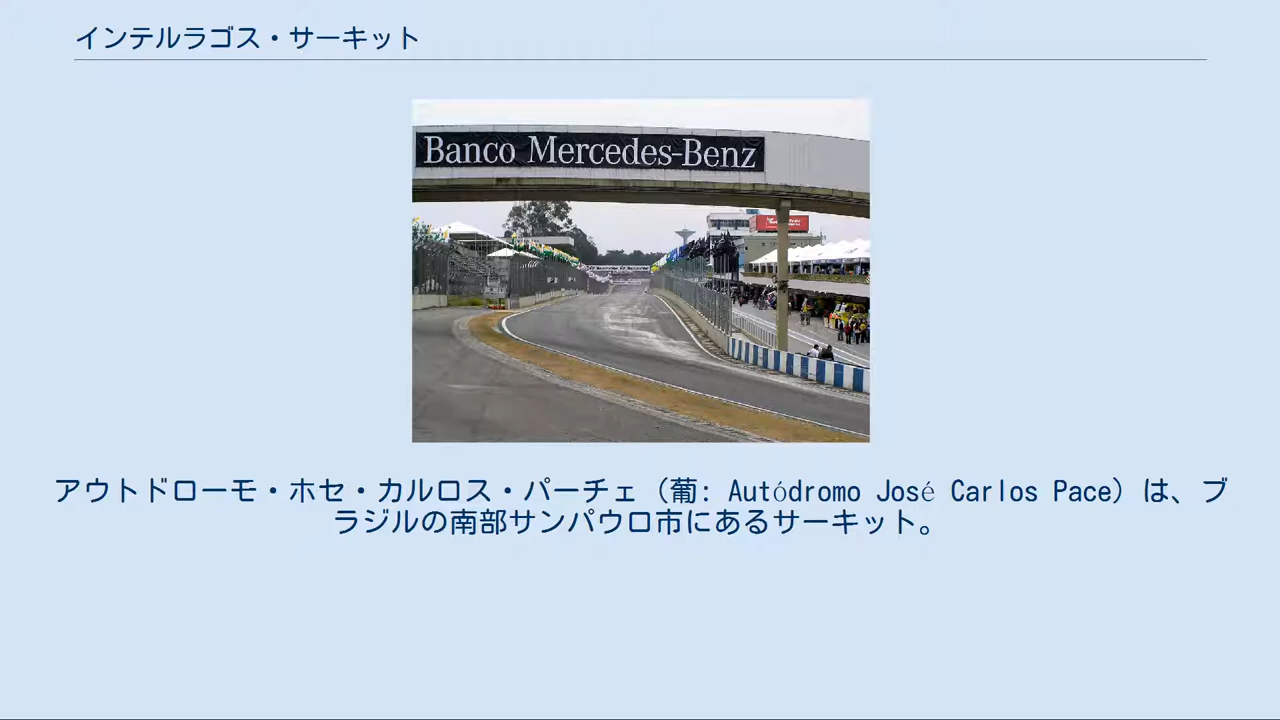 インテルラゴス・サーキット
Banco Mercedes-Benz
アウトドローモ・ホセ・カルロス・パーチェ（葡: Autódromo José Carlos Pace）は、ブ
ラジルの南部サンパウロ市にあるサーキット。